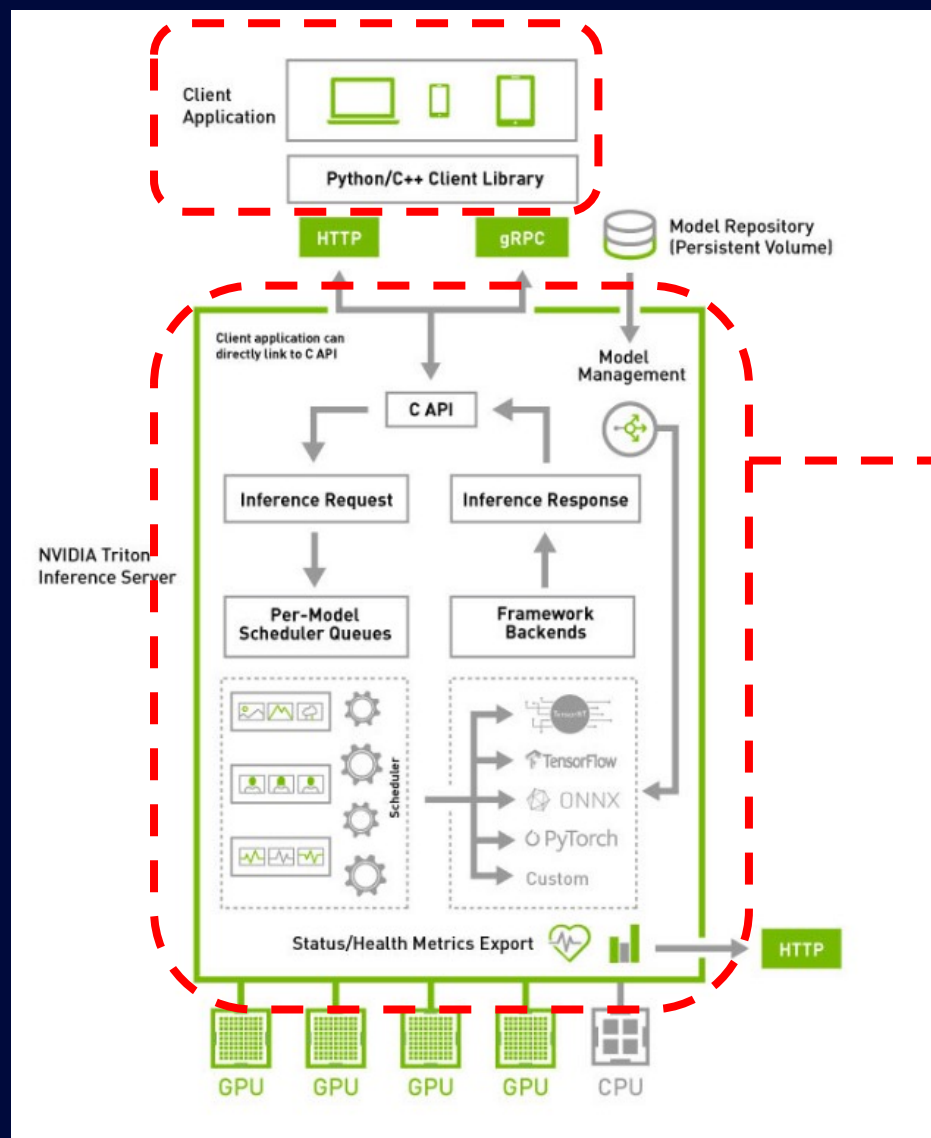 Client
Application
Python/C++ Client Library
HTTP
gRPC
Model Repository
(Persistent Volume)
Client application can
directly link to C API
Model
Management
C API
Inference Request
Inference Response
NVIDIA Triton
Inference Server
Per-Model
Scheduler Queues
Framework
Backends
Scheduler
TensorRT
TensorFlow
ONNX
PyTorch
Custom
Status/Health Metrics Export
HTTP
GPU
GPU
GPU
GPU
CPU